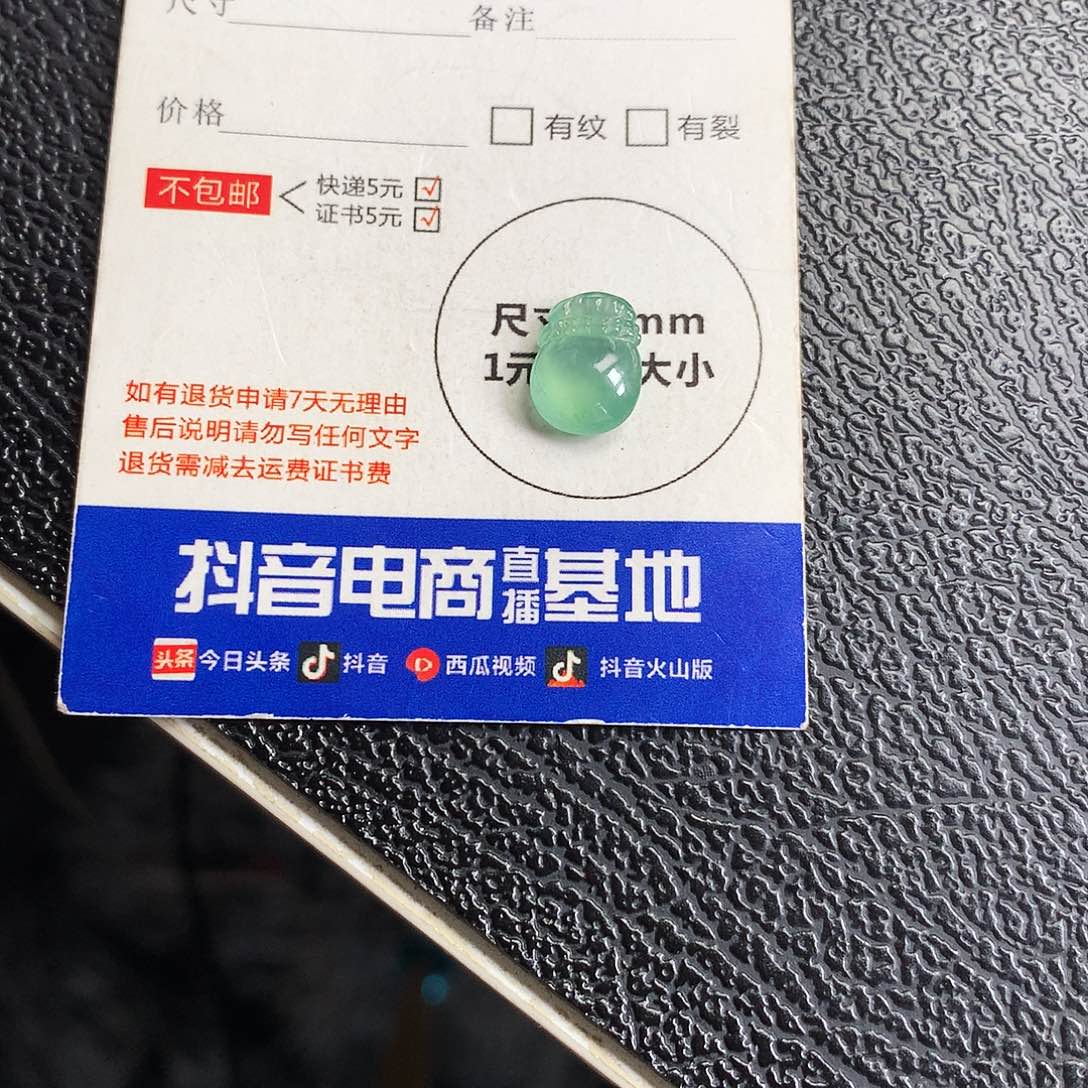 尺寸 备注
价格 有纹 有裂
不包邮
快递5元
证书5元
尺寸 mm
1元 大小
如有退货申请7天无理由
售后说明请勿写任何文字
退货需减去运费证书费
抖音电商直播基地
头条 今日头条 抖音 西瓜视频 抖音火山版